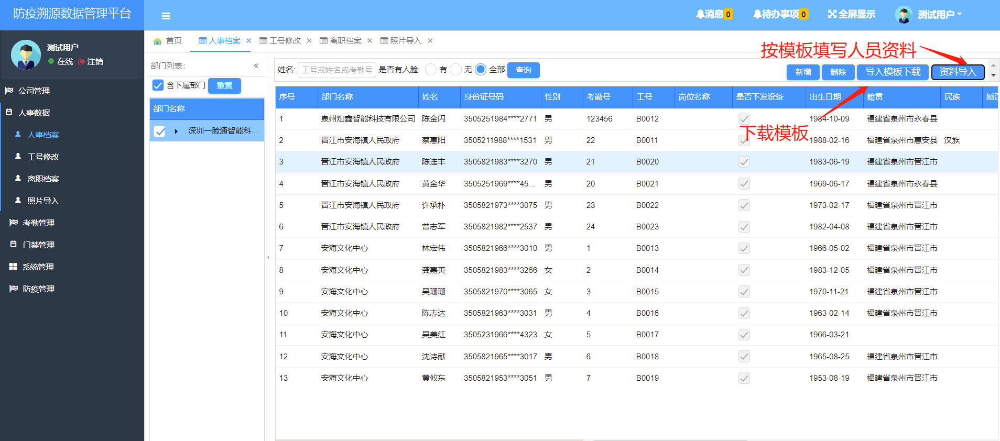 防疫溯源数据管理平台
消息 0 待办事项 0 全屏显示 测试用户
测试用户
在线 注销
公司管理
人事数据
人事档案
工号修改
离职档案
照片导入
考勤管理
门禁管理
系统管理
防疫管理
首页 人事档案 × 工号修改 × 离职档案 × 照片导入 ×
部门列表: «
含下属部门 重置
部门名称
深圳一脸通智能科...
按模板填写人员资料
姓名: 工号或姓名或考勤号 是否有人脸: 有 无 全部 查询 新增 删除 导入模板下载 资料导入
下载模板
序号 部门名称 姓名 身份证号码 性别 考勤号 工号 岗位名称 是否下发设备 出生日期 籍贯 民族 婚否
1 泉州灿鑫智能科技有限公司 陈金闪 3505251984****2771 男 123456 B0012 1984-10-09 福建省泉州市永春县
2 晋江市安海镇人民政府 蔡惠阳 3505211988****1531 男 22 B0011 1988-02-16 福建省泉州市惠安县 汉族
3 晋江市安海镇人民政府 陈连丰 3505821983****3270 男 21 B0020 1983-06-19 福建省泉州市晋江市
4 晋江市安海镇人民政府 黄金华 3505251969****45... 男 20 B0021 1969-06-17 福建省泉州市永春县
5 晋江市安海镇人民政府 许承朴 3505821973****3075 男 23 B0022 1973-02-17 福建省泉州市晋江市
6 晋江市安海镇人民政府 曾志军 3505821982****2537 男 24 B0023 1982-04-08 福建省泉州市晋江市
7 安海文化中心 林宏伟 3505821966****3010 男 1 B0013 1966-05-02 福建省泉州市晋江市
8 安海文化中心 龚嘉英 3505821983****3266 女 2 B0014 1983-12-05 福建省泉州市晋江市
9 安海文化中心 吴珊珊 3505821970****3065 女 3 B0015 1970-11-21 福建省泉州市晋江市
10 安海文化中心 陈志达 3505821963****3031 男 4 B0016 1963-02-14 福建省泉州市晋江市
11 安海文化中心 吴美红 3505231966****4323 女 5 B0017 1966-03-21
12 安海文化中心 沈诗献 3505821965****3017 男 6 B0018 1965-08-25 福建省泉州市晋江市
13 安海文化中心 黄攸东 3505821953****3051 男 7 B0019 1953-08-19 福建省泉州市晋江市